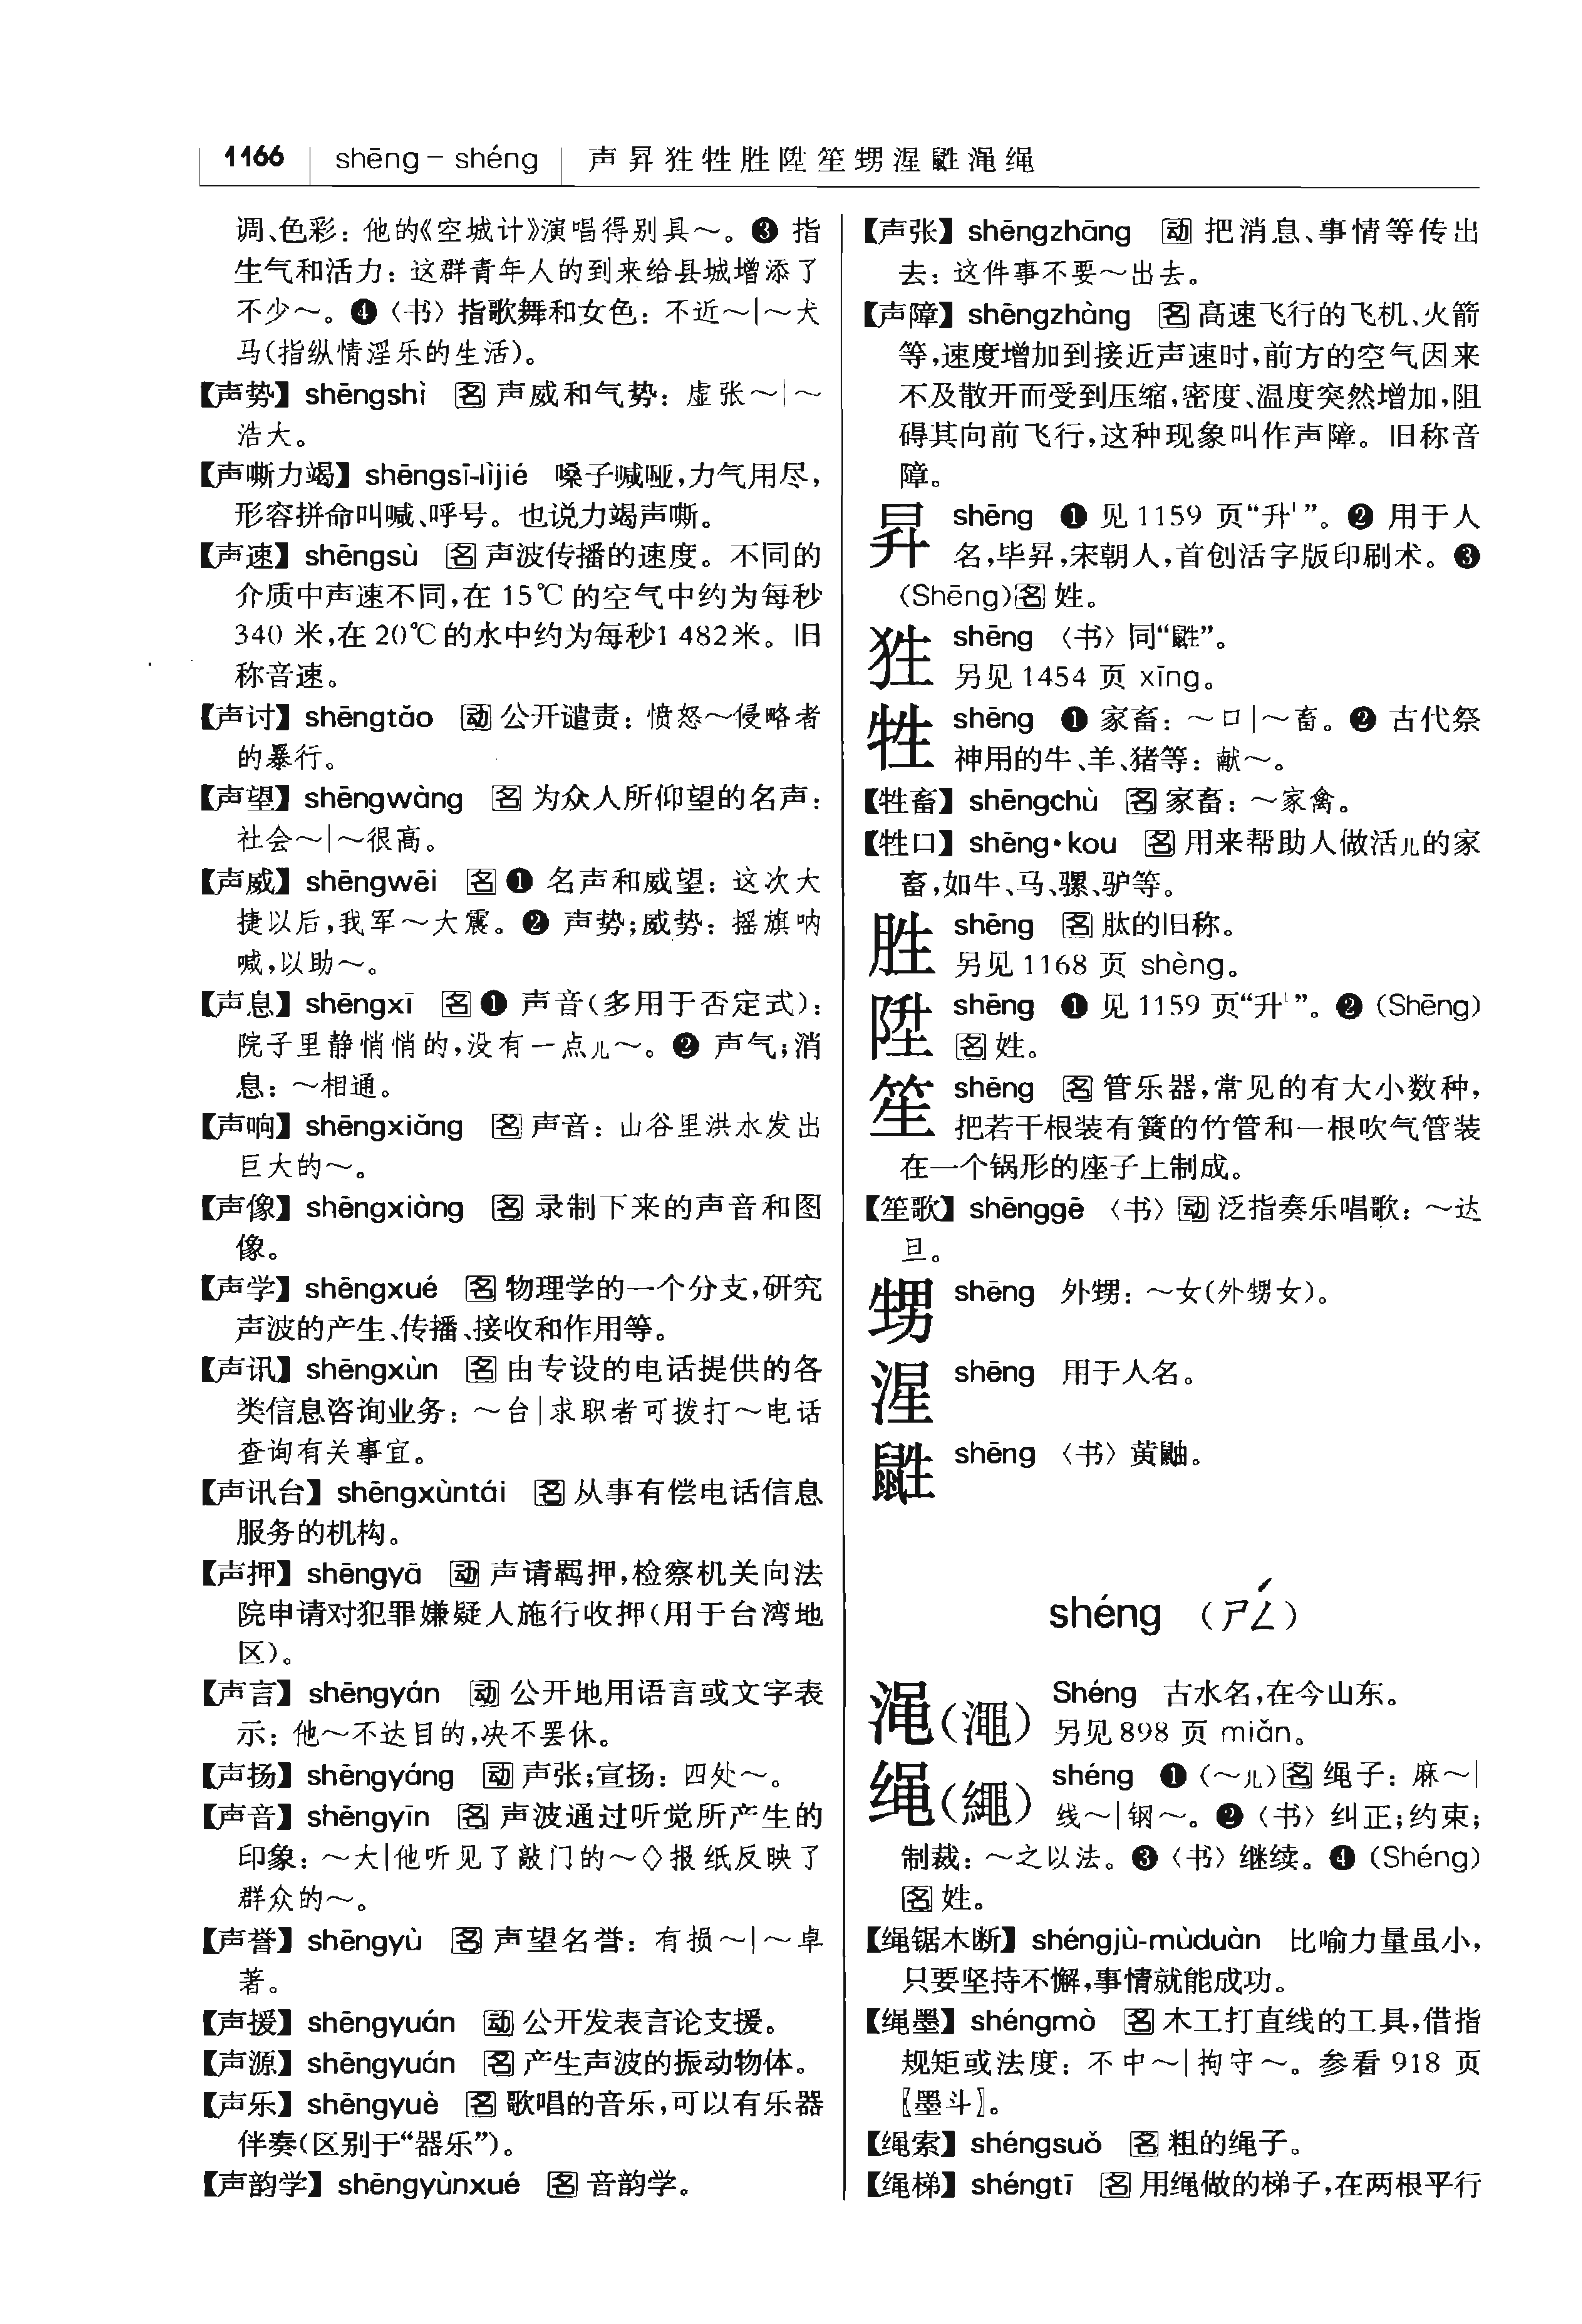 1166 shēng – shéng 声昇狌牲胜陞笙甥湦鼪渑绳
调、色彩：他的《空城计》演唱得别具～。❸ 指
生气和活力：这群青年人的到来给县城增添了
不少～。❹〈书〉指歌舞和女色：不近～|～犬
马(指纵情淫乐的生活)。
【声势】shēngshì 名 声威和气势：虚张～|～
浩大。
【声嘶力竭】shēngsī-lìjié 嗓子喊哑,力气用尽,
形容拼命叫喊、呼号。也说力竭声嘶。
【声速】shēngsù 名 声波传播的速度。不同的
介质中声速不同,在 15℃ 的空气中约为每秒
340 米,在 20℃ 的水中约为每秒1 482米。旧
称音速。
【声讨】shēngtǎo 动 公开谴责：愤怒～侵略者
的暴行。
【声望】shēngwàng 名 为众人所仰望的名声：
社会～|～很高。
【声威】shēngwēi 名 ❶ 名声和威望：这次大
捷以后,我军～大震。❷ 声势;威势：摇旗呐
喊,以助～。
【声息】shēngxī 名 ❶ 声音(多用于否定式)：
院子里静悄悄的,没有一点儿～。❷ 声气;消
息：～相通。
【声响】shēngxiǎng 名 声音：山谷里洪水发出
巨大的～。
【声像】shēngxiàng 名 录制下来的声音和图
像。
【声学】shēngxué 名 物理学的一个分支,研究
声波的产生、传播、接收和作用等。
【声讯】shēngxùn 名 由专设的电话提供的各
类信息咨询业务：～台|求职者可拨打～电话
查询有关事宜。
【声讯台】shēngxùntái 名 从事有偿电话信息
服务的机构。
【声押】shēngyā 动 声请羁押,检察机关向法
院申请对犯罪嫌疑人施行收押(用于台湾地
区)。
【声言】shēngyán 动 公开地用语言或文字表
示：他～不达目的,决不罢休。
【声扬】shēngyáng 动 声张;宣扬：四处～。
【声音】shēngyīn 名 声波通过听觉所产生的
印象：～大|他听见了敲门的～◇报纸反映了
群众的～。
【声誉】shēngyù 名 声望名誉：有损～|～卓
著。
【声援】shēngyuán 动 公开发表言论支援。
【声源】shēngyuán 名 产生声波的振动物体。
【声乐】shēngyuè 名 歌唱的音乐,可以有乐器
伴奏(区别于“器乐”)。
【声韵学】shēngyùnxué 名 音韵学。
【声张】shēngzhāng 动 把消息、事情等传出
去：这件事不要～出去。
【声障】shēngzhàng 名 高速飞行的飞机、火箭
等,速度增加到接近声速时,前方的空气因来
不及散开而受到压缩,密度、温度突然增加,阻
碍其向前飞行,这种现象叫作声障。旧称音
障。
昇 shēng ❶ 见 1159 页“升¹”。❷ 用于人
名,毕昇,宋朝人,首创活字版印刷术。❸
(Shēng)名 姓。
狌 shēng 〈书〉同“鼪”。
另见 1454 页 xīng。
牲 shēng ❶ 家畜：～口|～畜。❷ 古代祭
神用的牛、羊、猪等：献～。
【牲畜】shēngchù 名 家畜：～家禽。
【牲口】shēng•kou 名 用来帮助人做活儿的家
畜,如牛、马、骡、驴等。
胜 shēng 名 肽的旧称。
另见 1168 页 shèng。
陞 shēng ❶ 见 1159 页“升¹”。❷ (Shēng)
名 姓。
笙 shēng 名 管乐器,常见的有大小数种,
把若干根装有簧的竹管和一根吹气管装
在一个锅形的座子上制成。
【笙歌】shēnggē 〈书〉动 泛指奏乐唱歌：～达
旦。
甥 shēng 外甥：～女(外甥女)。
湦 shēng 用于人名。
鼪 shēng 〈书〉黄鼬。
shéng （ㄕㄥˊ）
渑(澠) Shéng 古水名,在今山东。
另见 898 页 miǎn。
绳(繩) shéng ❶ (～儿)名 绳子：麻～|
线～|钢～。❷〈书〉纠正;约束;
制裁：～之以法。❸〈书〉继续。❹ (Shéng)
名 姓。
【绳锯木断】shéngjù-mùduàn 比喻力量虽小,
只要坚持不懈,事情就能成功。
【绳墨】shéngmò 名 木工打直线的工具,借指
规矩或法度：不中～|拘守～。参看 918 页
〖墨斗〗。
【绳索】shéngsuǒ 名 粗的绳子。
【绳梯】shéngtī 名 用绳做的梯子,在两根平行